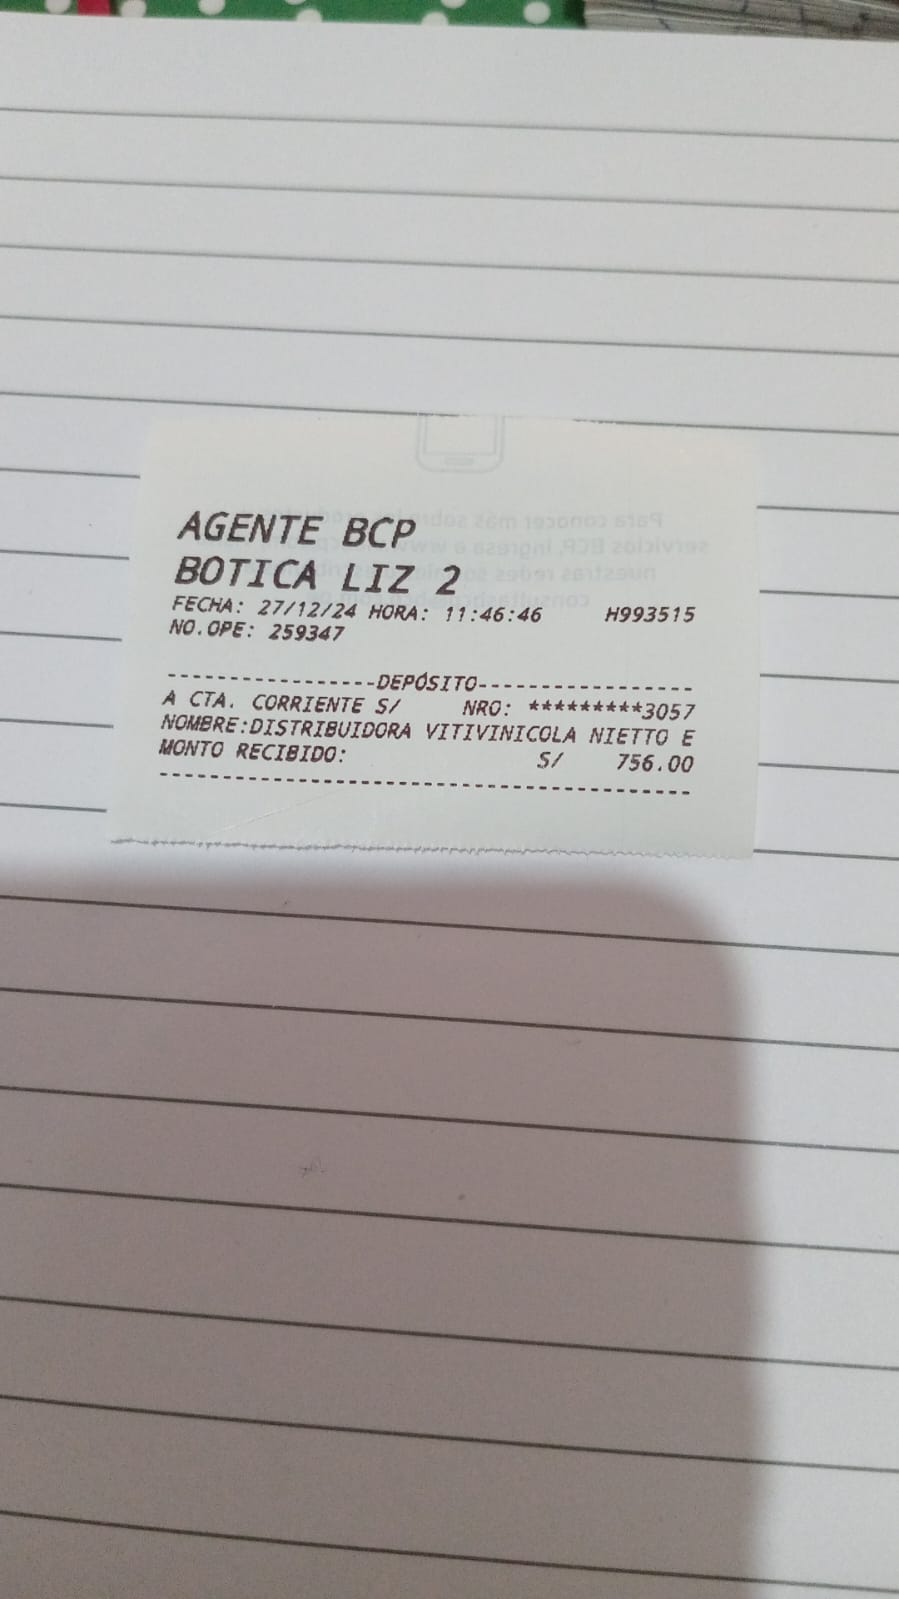 AGENTE BCP
BOTICA LIZ 2
FECHA: 27/12/24 HORA: 11:46:46 H993515
NO.OPE: 259347
-----------------DEPÓSITO-----------------
A CTA. CORRIENTE S/ NRO: *********3057
NOMBRE:DISTRIBUIDORA VITIVINICOLA NIETTO E
MONTO RECIBIDO: S/ 756.00
------------------------------------------